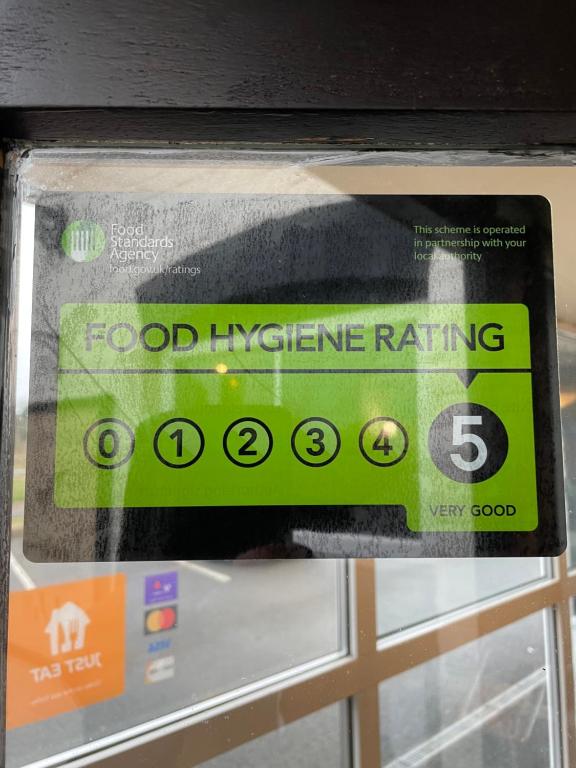 Food
Standards
Agency
food.gov.uk/ratings
This scheme is operated
in partnership with your
local authority
FOOD HYGIENE RATING
0 1 2 3 4 5
VERY GOOD
JUST EAT
VISA